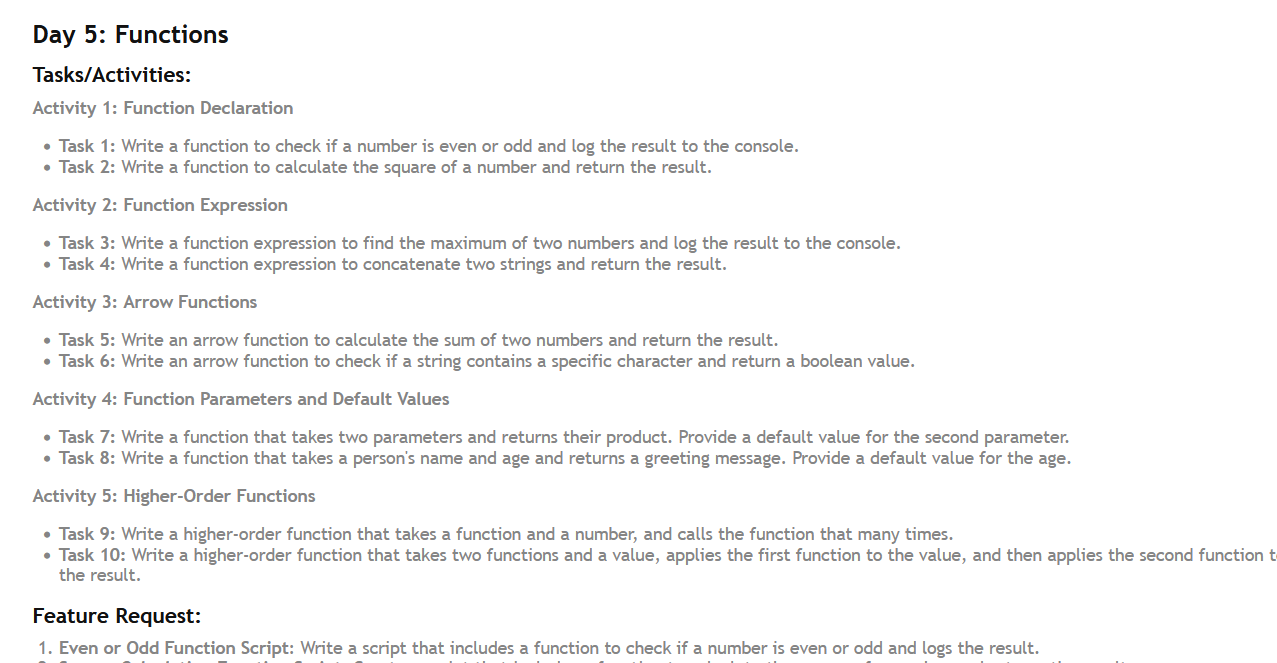 Day 5: Functions
Tasks/Activities:
Activity 1: Function Declaration
• Task 1: Write a function to check if a number is even or odd and log the result to the console.
• Task 2: Write a function to calculate the square of a number and return the result.
Activity 2: Function Expression
• Task 3: Write a function expression to find the maximum of two numbers and log the result to the console.
• Task 4: Write a function expression to concatenate two strings and return the result.
Activity 3: Arrow Functions
• Task 5: Write an arrow function to calculate the sum of two numbers and return the result.
• Task 6: Write an arrow function to check if a string contains a specific character and return a boolean value.
Activity 4: Function Parameters and Default Values
• Task 7: Write a function that takes two parameters and returns their product. Provide a default value for the second parameter.
• Task 8: Write a function that takes a person's name and age and returns a greeting message. Provide a default value for the age.
Activity 5: Higher-Order Functions
• Task 9: Write a higher-order function that takes a function and a number, and calls the function that many times.
• Task 10: Write a higher-order function that takes two functions and a value, applies the first function to the value, and then applies the second function
the result.
Feature Request:
1. Even or Odd Function Script: Write a script that includes a function to check if a number is even or odd and logs the result.